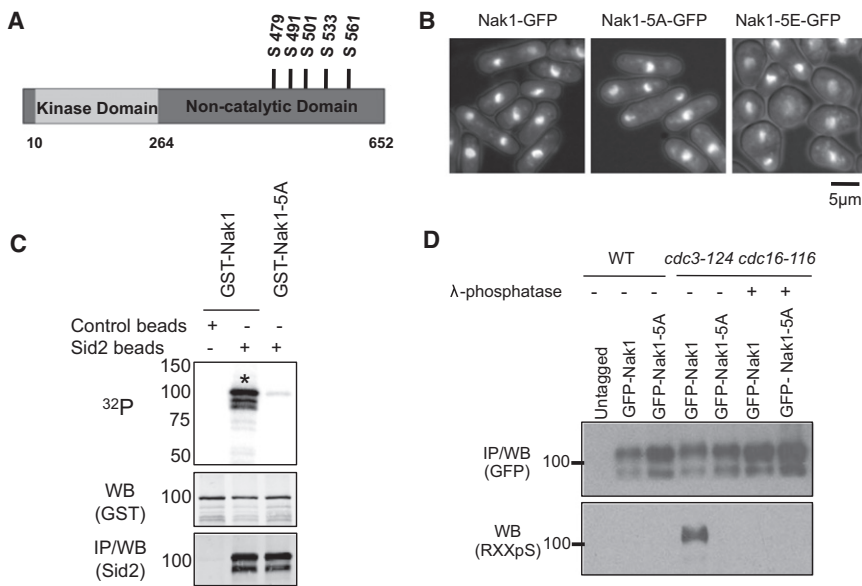 A
S 479
S 491
S 501
S 533
S 561
Kinase Domain
Non-catalytic Domain
10
264
652
B
Nak1-GFP
Nak1-5A-GFP
Nak1-5E-GFP
5µm
C
GST-Nak1
GST-Nak1-5A
Control beads + - -
Sid2 beads - + +
150
100
75
50
*
32P
WB
(GST)
100
IP/WB
(Sid2)
100
D
WT
cdc3-124 cdc16-116
λ-phosphatase - - - - - + +
Untagged
GFP-Nak1
GFP-Nak1-5A
GFP-Nak1
GFP-Nak1-5A
GFP-Nak1
GFP- Nak1-5A
IP/WB
(GFP)
100
WB
(RXXpS)
100